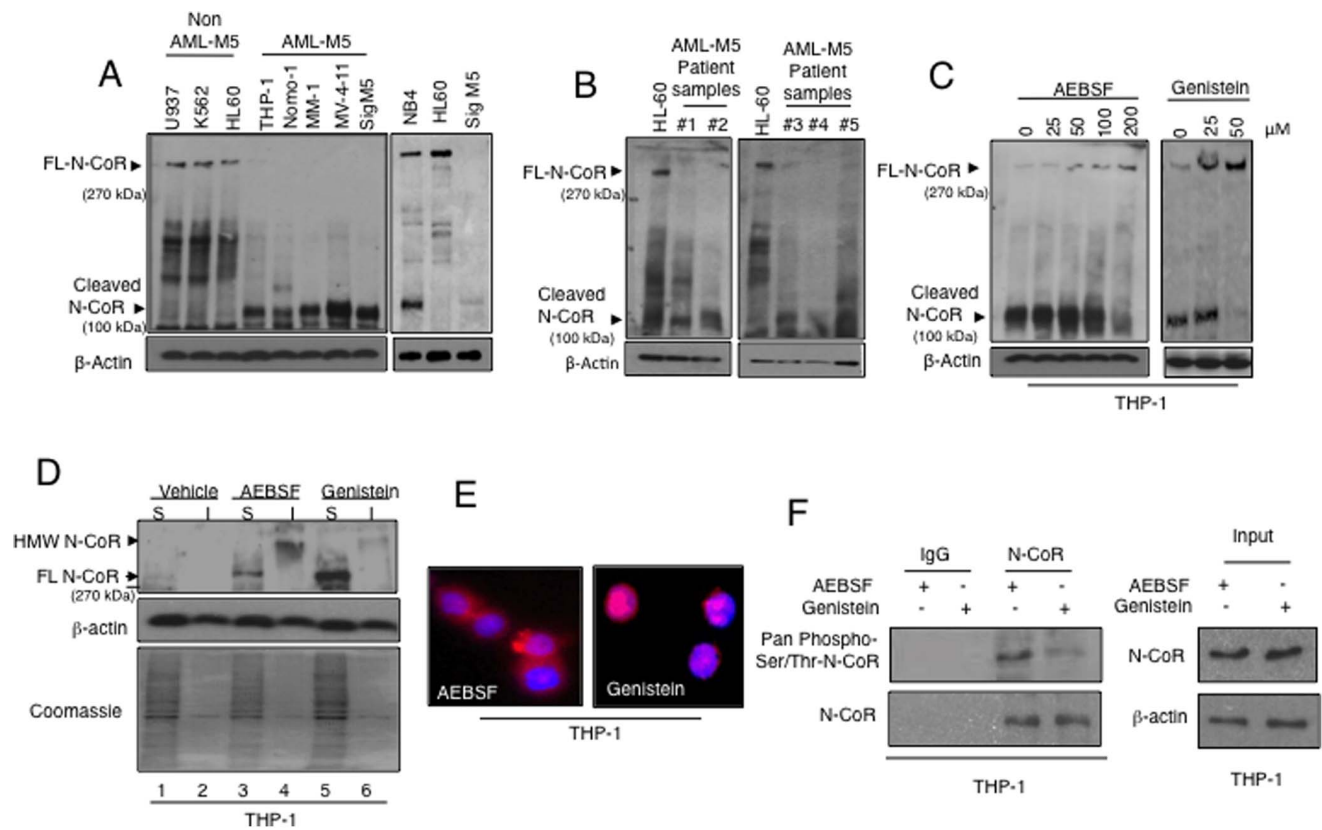 A
Non
AML-M5
AML-M5
U937
K562
HL60
THP-1
Nomo-1
MM-1
MV-4-11
SigM5
NB4
HL60
Sig M5
FL-N-CoR
(270 kDa)
Cleaved
N-CoR
(100 kDa)
β-Actin
B
AML-M5
Patient
samples
AML-M5
Patient
samples
HL-60
#1 #2
HL-60
#3 #4 #5
FL-N-CoR
(270 kDa)
Cleaved
N-CoR
(100 kDa)
β-Actin
C
AEBSF
Genistein
0 25 50 100 200
0 25 50 µM
FL-N-CoR
(270 kDa)
Cleaved
N-CoR
(100 kDa)
β-Actin
THP-1
D
Vehicle AEBSF Genistein
S I S I S I
HMW N-CoR
FL N-CoR
(270 kDa)
β-actin
Coomassie
1 2 3 4 5 6
THP-1
E
AEBSF
Genistein
THP-1
F
IgG N-CoR
AEBSF + - + -
Genistein - + - +
Pan Phospho-
Ser/Thr-N-CoR
N-CoR
THP-1
Input
AEBSF + -
Genistein - +
N-CoR
β-actin
THP-1